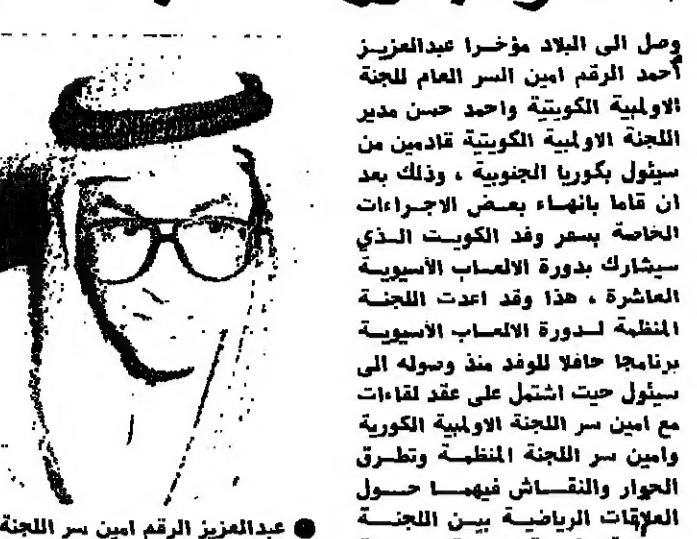 وصل الى البلاد مؤخرا عبدالعزيز
أحمد الرقم امين السر العام للجنة
الاولمبية الكويتية واحمد حسن مدير
اللجنة الاولمبية الكويتية قادمين من
سيئول بكوريا الجنوبية ، وذلك بعد
ان قاما بانهاء بعض الاجراءات
الخاصة بسعر وفد الكويت الذي
سيشارك بدورة الالعاب الأسيوية
العاشرة ، هذا وقد اعدت اللجنة
المنظمة لدورة الالعاب الأسيوية
برنامجا حافلا للوفد منذ وصوله الى
سيئول حيت اشتمل على عقد لقاءات
مع امين سر اللجنة الاولمبية الكورية
وامين سر اللجنة المنظمة وتطرق
الحوار والنقاش فيهما حول
العلاقات الرياضية بين اللجنة
● عبدالعزيز الرقم امين سر اللجنة